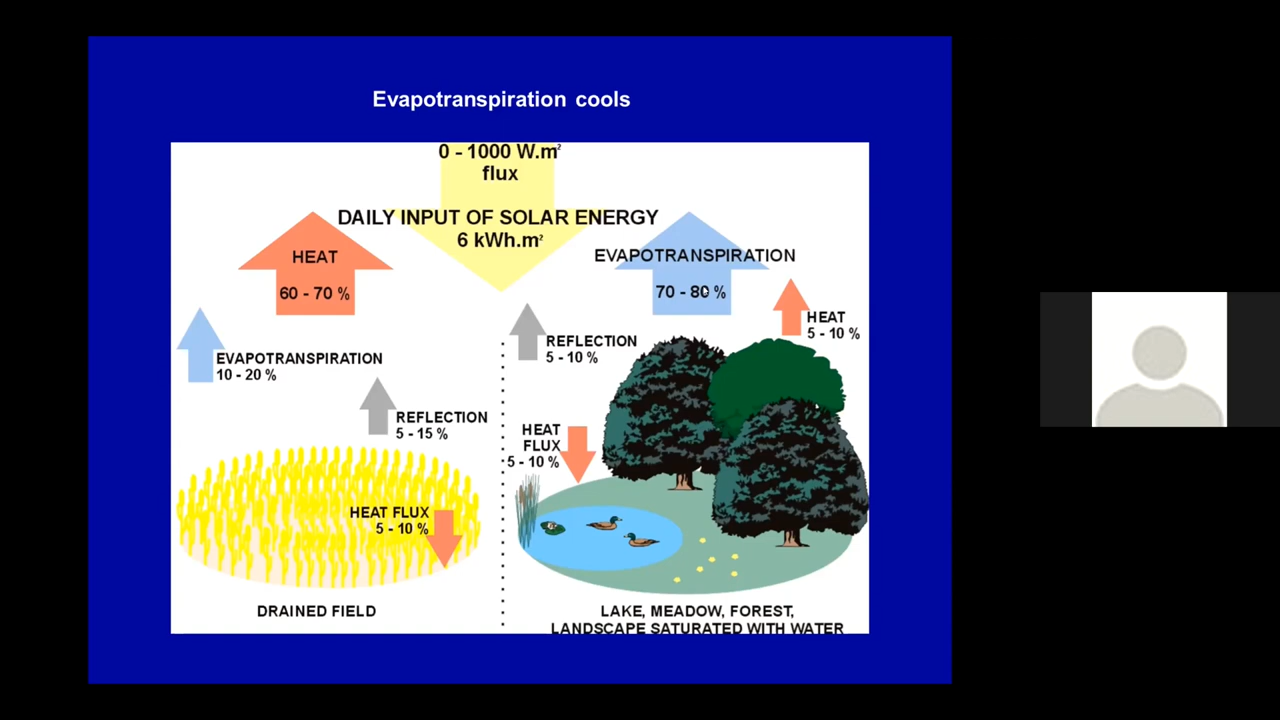 Evapotranspiration cools
0 - 1000 W.m²
flux
DAILY INPUT OF SOLAR ENERGY
6 kWh.m²
HEAT
60 - 70 %
EVAPOTRANSPIRATION
10 - 20 %
REFLECTION
5 - 15 %
HEAT FLUX
5 - 10 %
DRAINED FIELD
EVAPOTRANSPIRATION
70 - 80 %
HEAT
5 - 10 %
REFLECTION
5 - 10 %
HEAT
FLUX
5 - 10 %
LAKE, MEADOW, FOREST,
LANDSCAPE SATURATED WITH WATER